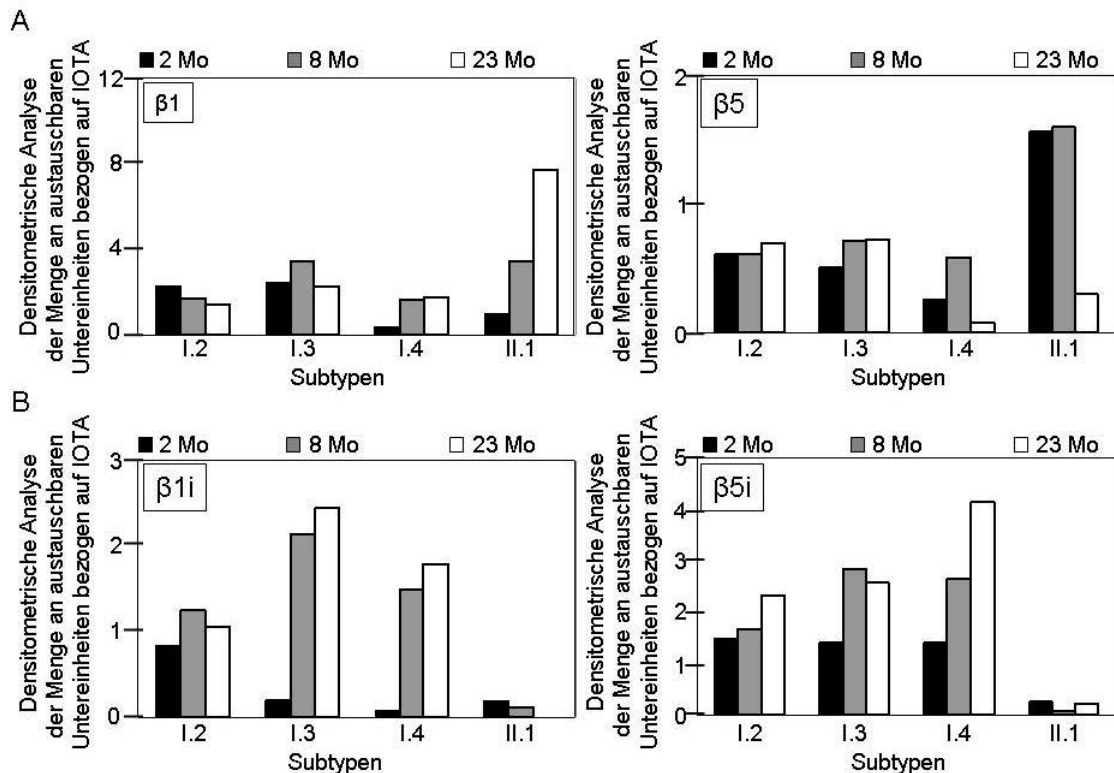 A
2 Mo 8 Mo 23 Mo
Densitometrische Analyse
der Menge an austauschbaren
Untereinheiten bezogen auf IOTA
12
8
4
0
β1
I.2 I.3 I.4 II.1
Subtypen
2 Mo 8 Mo 23 Mo
Densitometrische Analyse
der Menge an austauschbaren
Untereinheiten bezogen auf IOTA
2
1
0
β5
I.2 I.3 I.4 II.1
Subtypen
B
2 Mo 8 Mo 23 Mo
Densitometrische Analyse
der Menge an austauschbaren
Untereinheiten bezogen auf IOTA
3
2
1
0
β1i
I.2 I.3 I.4 II.1
Subtypen
2 Mo 8 Mo 23 Mo
Densitometrische Analyse
der Menge an austauschbaren
Untereinheiten bezogen auf IOTA
5
4
3
2
1
0
β5i
I.2 I.3 I.4 II.1
Subtypen